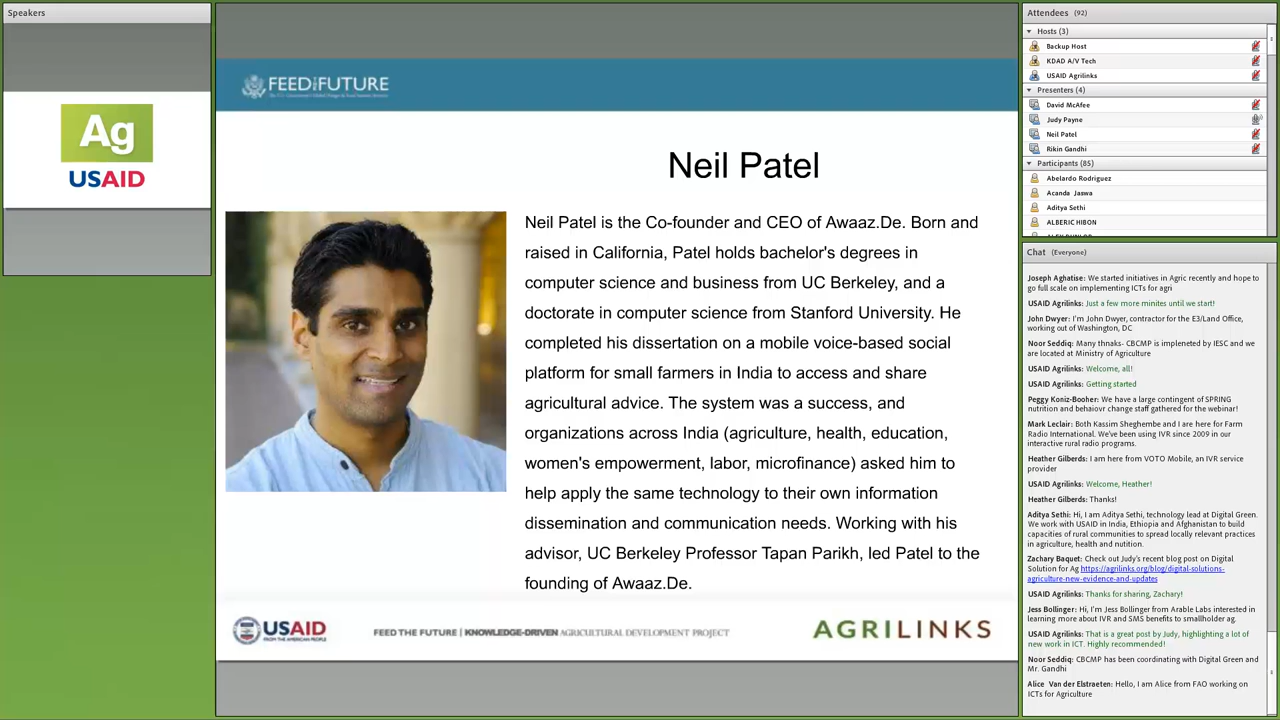 Speakers
Ag
USAID
FEED THE FUTURE
Neil Patel
Neil Patel is the Co-founder and CEO of Awaaz.De. Born and
raised in California, Patel holds bachelor's degrees in
computer science and business from UC Berkeley, and a
doctorate in computer science from Stanford University. He
completed his dissertation on a mobile voice-based social
platform for small farmers in India to access and share
agricultural advice. The system was a success, and
organizations across India (agriculture, health, education,
women's empowerment, labor, microfinance) asked him to
help apply the same technology to their own information
dissemination and communication needs. Working with his
advisor, UC Berkeley Professor Tapan Parikh, led Patel to the
founding of Awaaz.De.
USAID
FROM THE AMERICAN PEOPLE
FEED THE FUTURE | KNOWLEDGE-DRIVEN AGRICULTURAL DEVELOPMENT PROJECT
AGRILINKS
Attendees (92)
Hosts (3)
Backup Host
KDAD A/V Tech
USAID Agrilinks
Presenters (4)
David McAfee
Judy Payne
Neil Patel
Rikin Gandhi
Participants (85)
Abelardo Rodriguez
Acanda Jaswa
Aditya Sethi
ALBERIC HIBON
Chat (Everyone)
Joseph Aghatise: We started initiatives in Agric recently and hope to
go full scale on implementing ICTs for agri
USAID Agrilinks: Just a few more minites until we start!
John Dwyer: I'm John Dwyer, contractor for the E3/Land Office,
working out of Washington, DC
Noor Seddiq: Many thnaks- CBCMP is impleneted by IESC and we
are located at Ministry of Agriculture
USAID Agrilinks: Welcome, all!
USAID Agrilinks: Getting started
Peggy Koniz-Booher: We have a large contingent of SPRING
nutrition and behaiovr change staff gathered for the webinar!
Mark Leclair: Both Kassim Sheghembe and I are here for Farm
Radio International. We've been using IVR since 2009 in our
interactive rural radio programs.
Heather Gilberds: I am here from VOTO Mobile, an IVR service
provider
USAID Agrilinks: Welcome, Heather!
Heather Gilberds: Thanks!
Aditya Sethi: Hi, I am Aditya Sethi, technology lead at Digital Green.
We work with USAID in India, Ethiopia and Afghanistan to build
capacities of rural communities to spread locally relevant practices
in agriculture, health and nutition.
Zachary Baquet: Check out Judy's recent blog post on Digital
Solution for Ag https://agrilinks.org/blog/digital-solutions-
agriculture-new-evidence-and-updates
USAID Agrilinks: Thanks for sharing, Zachary!
Jess Bollinger: Hi, I'm Jess Bollinger from Arable Labs interested in
learning more about IVR and SMS benefits to smallholder ag.
USAID Agrilinks: That is a great post by Judy, highlighting a lot of
new work in ICT. Highly recommended!
Noor Seddiq: CBCMP has been coordinating with Digital Green and
Mr. Gandhi
Alice Van der Elstraeten: Hello, I am Alice from FAO working on
ICTs for Agriculture